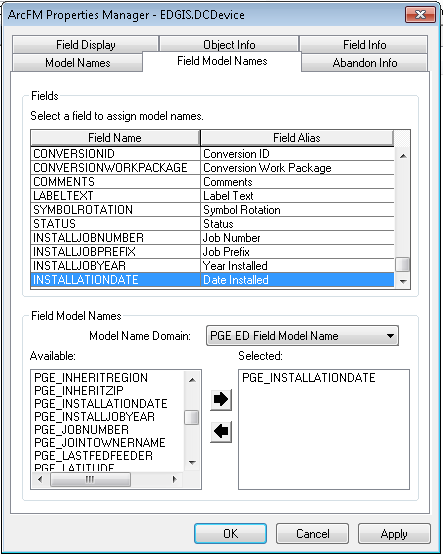 ArcFM Properties Manager - EDGIS.DCDevice
Field Display Object Info Field Info
Model Names Field Model Names Abandon Info
Fields
Select a field to assign model names.
Field Name Field Alias
CONVERSIONID Conversion ID
CONVERSIONWORKPACKAGE Conversion Work Package
COMMENTS Comments
LABELTEXT Label Text
SYMBOLROTATION Symbol Rotation
STATUS Status
INSTALLJOBNUMBER Job Number
INSTALLJOBPREFIX Job Prefix
INSTALLJOBYEAR Year Installed
INSTALLATIONDATE Date Installed
Field Model Names
Model Name Domain: PGE ED Field Model Name
Available: Selected:
PGE_INHERITREGION PGE_INSTALLATIONDATE
PGE_INHERITZIP
PGE_INSTALLATIONDATE
PGE_INSTALLJOBYEAR
PGE_JOBNUMBER
PGE_JOINTOWNERNAME
PGE_LASTFEDFEEDER
PGE_LATITUDE
OK Cancel Apply